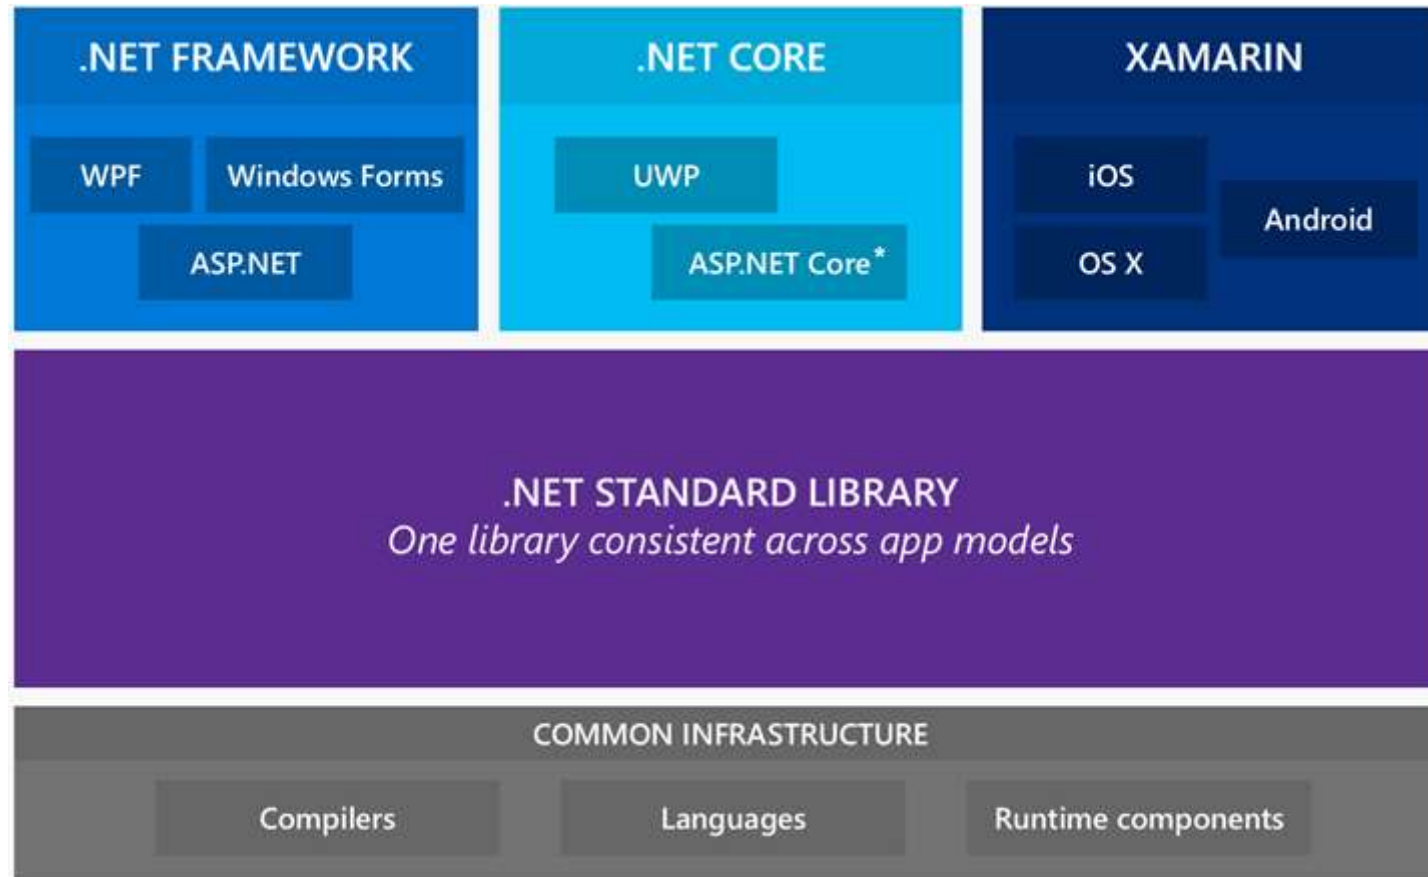 .NET FRAMEWORK
WPF
Windows Forms
ASP.NET
.NET CORE
UWP
ASP.NET Core*
XAMARIN
iOS
Android
OS X
.NET STANDARD LIBRARY
One library consistent across app models
COMMON INFRASTRUCTURE
Compilers
Languages
Runtime components